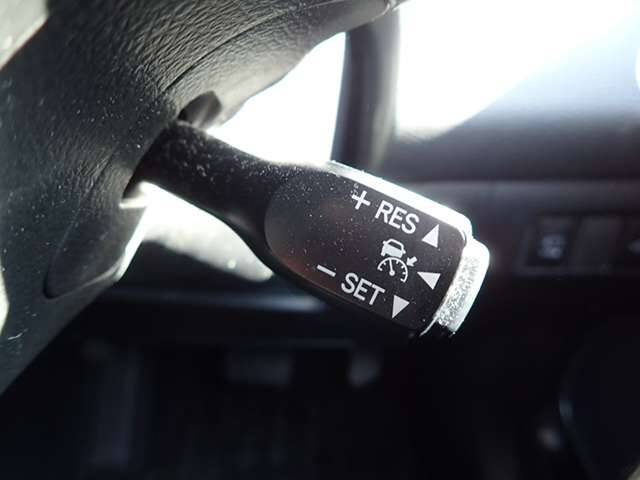 + RES
- SET